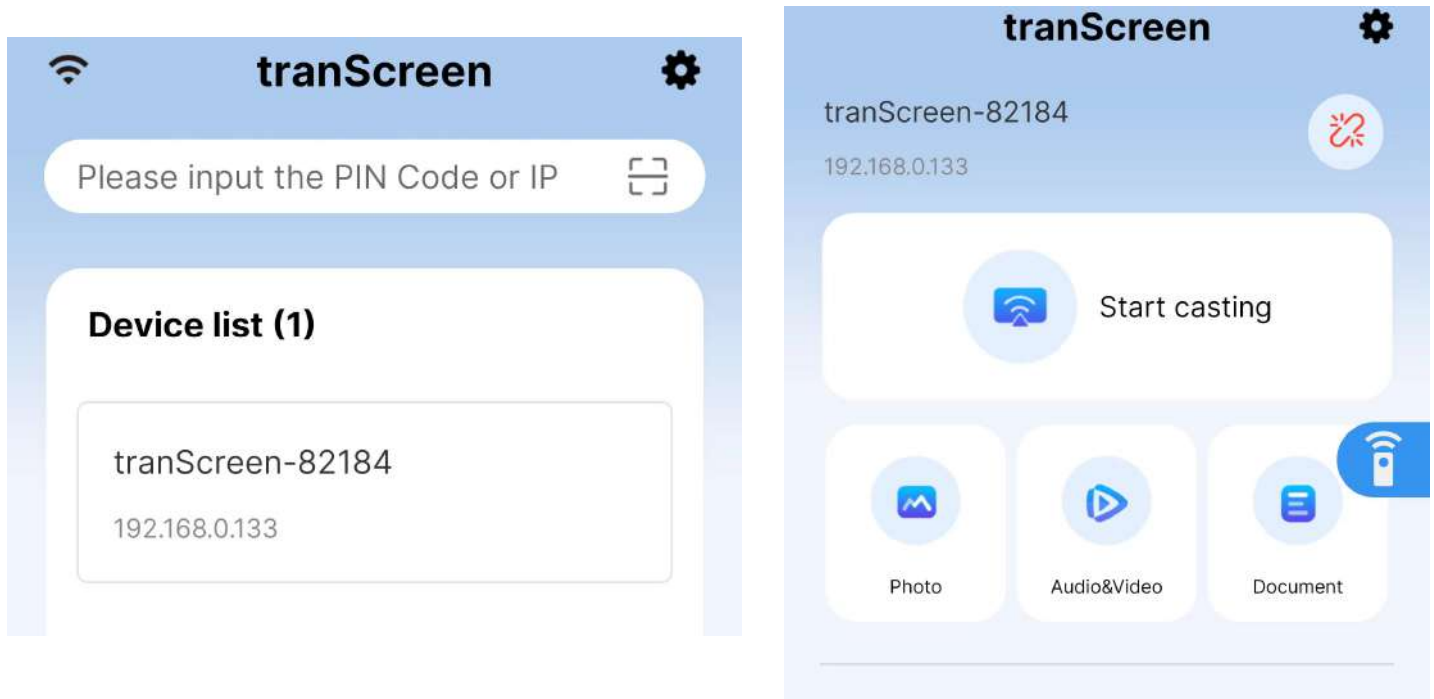 tranScreen
Please input the PIN Code or IP
Device list (1)
tranScreen-82184
192.168.0.133
tranScreen
tranScreen-82184
192.168.0.133
Start casting
Photo
Audio&Video
Document